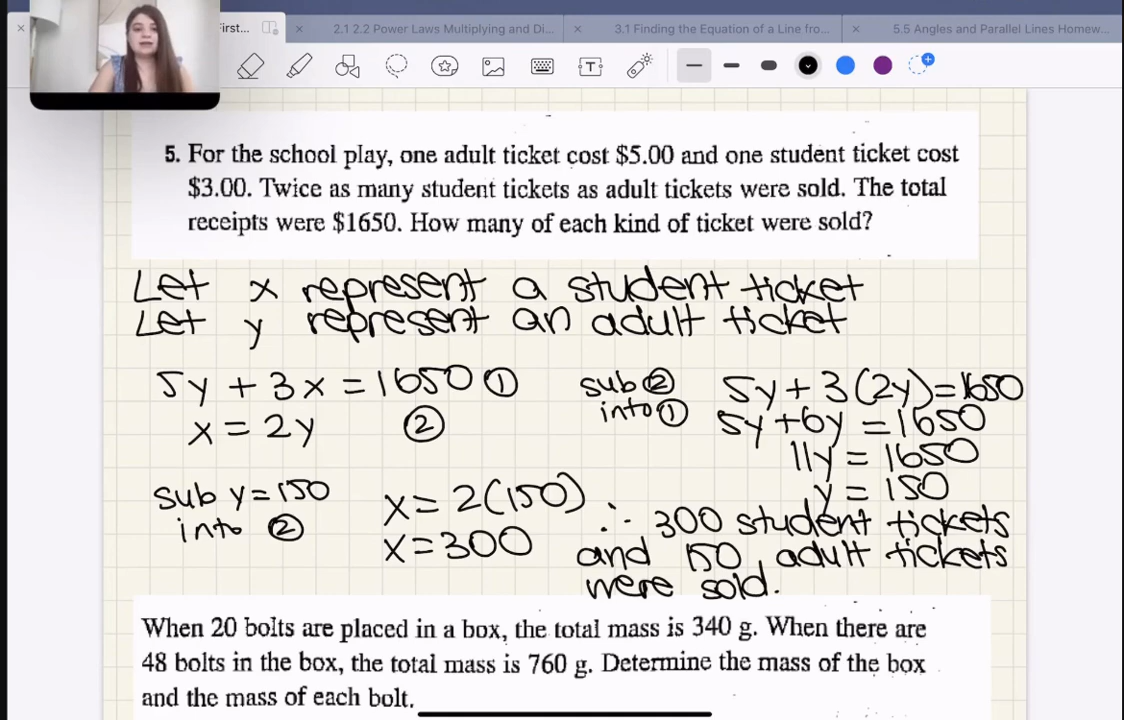 First...
2.1 2.2 Power Laws Multiplying and Di...
3.1 Finding the Equation of a Line fro...
5.5 Angles and Parallel Lines Homew...
5. For the school play, one adult ticket cost $5.00 and one student ticket cost
$3.00. Twice as many student tickets as adult tickets were sold. The total
receipts were $1650. How many of each kind of ticket were sold?
Let x represent a student ticket
Let y represent an adult ticket
5y + 3x = 1650 ①
x = 2y ②
sub ②
into ①
5y + 3(2y) = 1650
5y + 6y = 1650
11y = 1650
y = 150
sub y = 150
into ②
x = 2(150)
x = 300
∴ 300 student tickets
and 150 adult tickets
were sold.
When 20 bolts are placed in a box, the total mass is 340 g. When there are
48 bolts in the box, the total mass is 760 g. Determine the mass of the box
and the mass of each bolt.